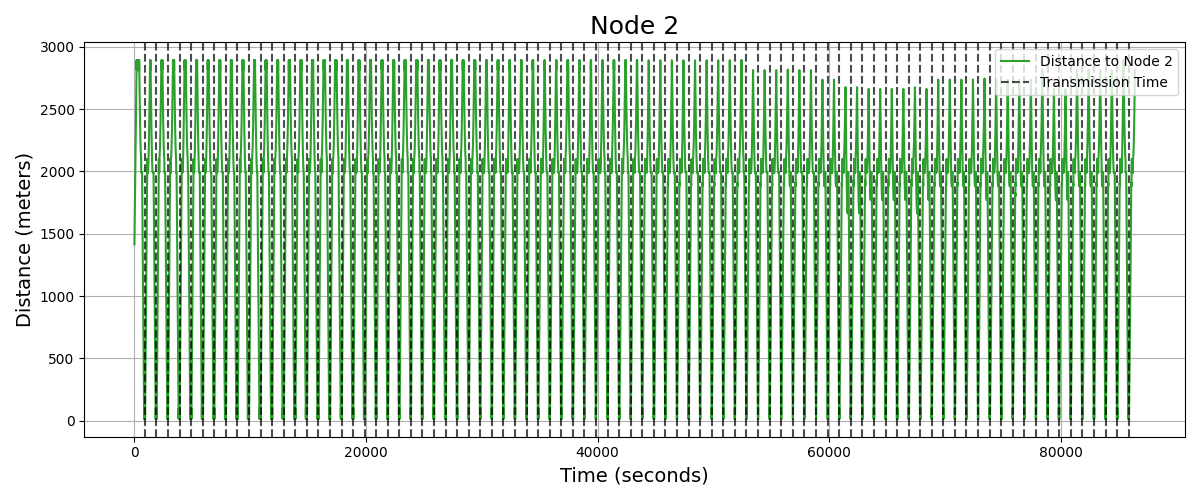 Node 2
Distance to Node 2
Transmission Time
Distance (meters)
3000
2500
2000
1500
1000
500
0
0 20000 40000 60000 80000
Time (seconds)